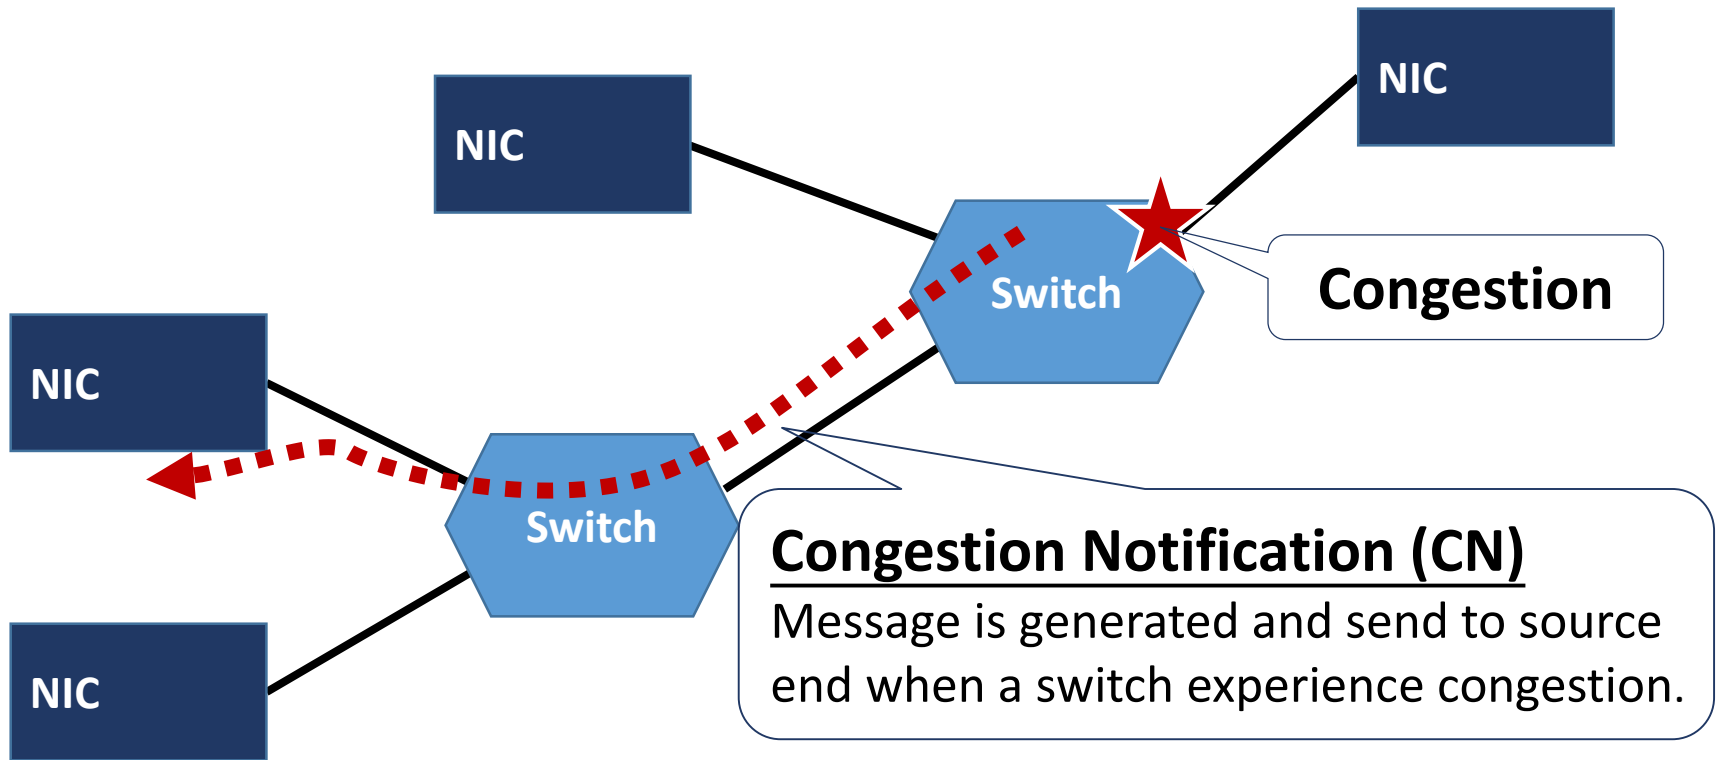 NIC
NIC
Switch
Congestion
NIC
Switch
Congestion Notification (CN)
Message is generated and send to source
end when a switch experience congestion.
NIC